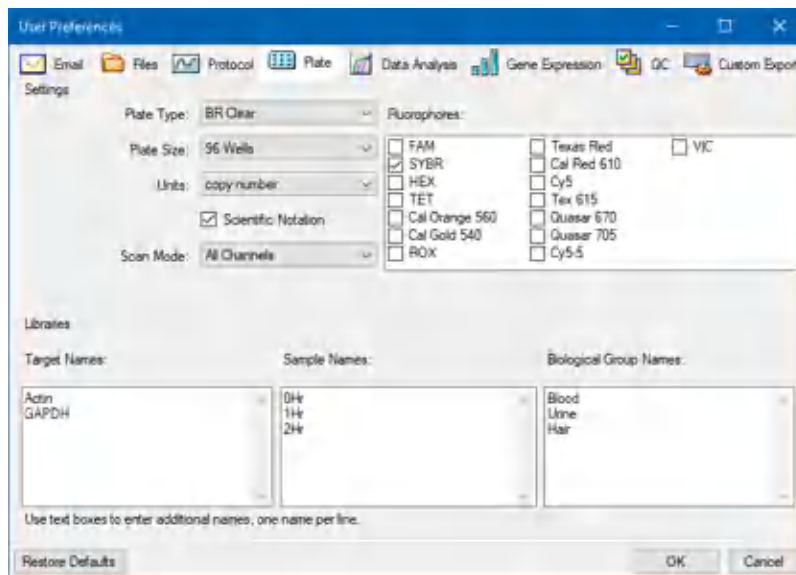 User Preferences
Email Files Protocol Plate Data Analysis Gene Expression QC Custom Export
Settings
Plate Type: BR Clear Fluorophores:
Plate Size: 96 Wells FAM Texas Red VIC
SYBR Cal Red 610
Units: copy number HEX Cy5
TET Tex 615
Scientific Notation Cal Orange 560 Quasar 670
Cal Gold 540 Quasar 705
Scan Mode: All Channels ROX Cy5-5
Libraries
Target Names: Sample Names: Biological Group Names:
Actin 0Hr Blood
GAPDH 1Hr Urine
2Hr Hair
Use text boxes to enter additional names, one name per line.
Restore Defaults OK Cancel